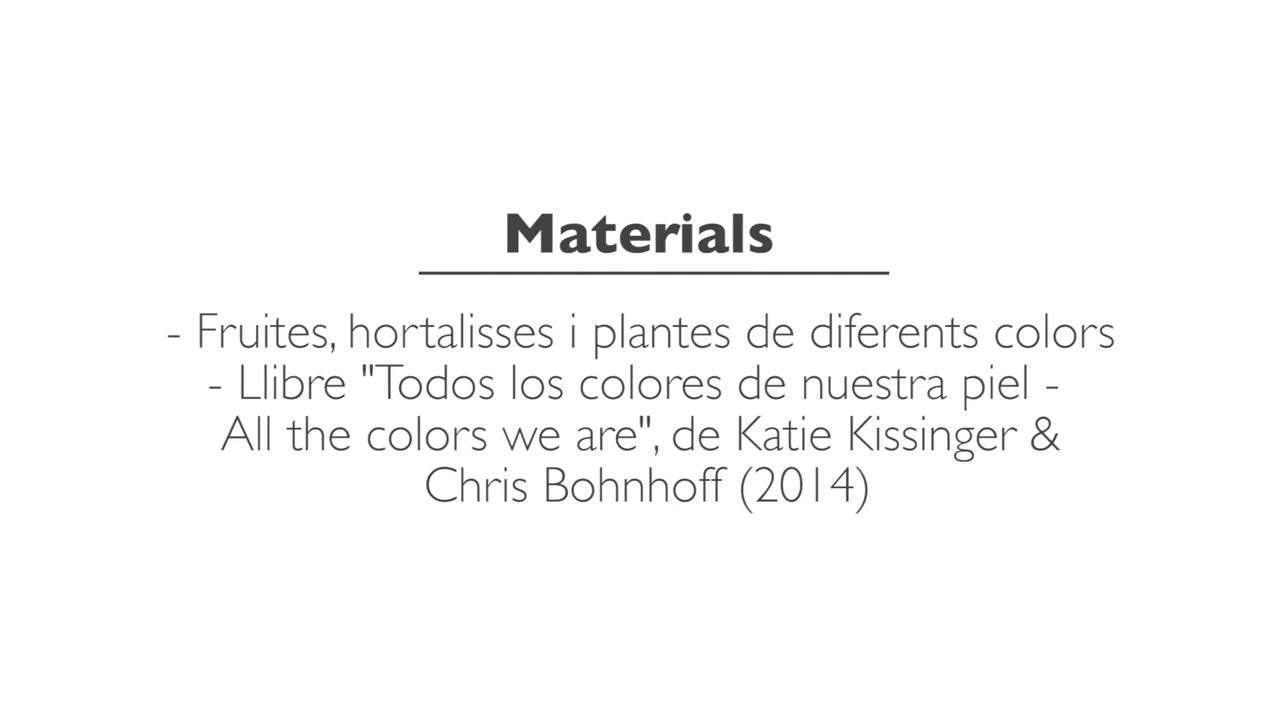 Materials
- Fruites, hortalisses i plantes de diferents colors
- Llibre "Todos los colores de nuestra piel -
All the colors we are", de Katie Kissinger &
Chris Bohnhoff (2014)